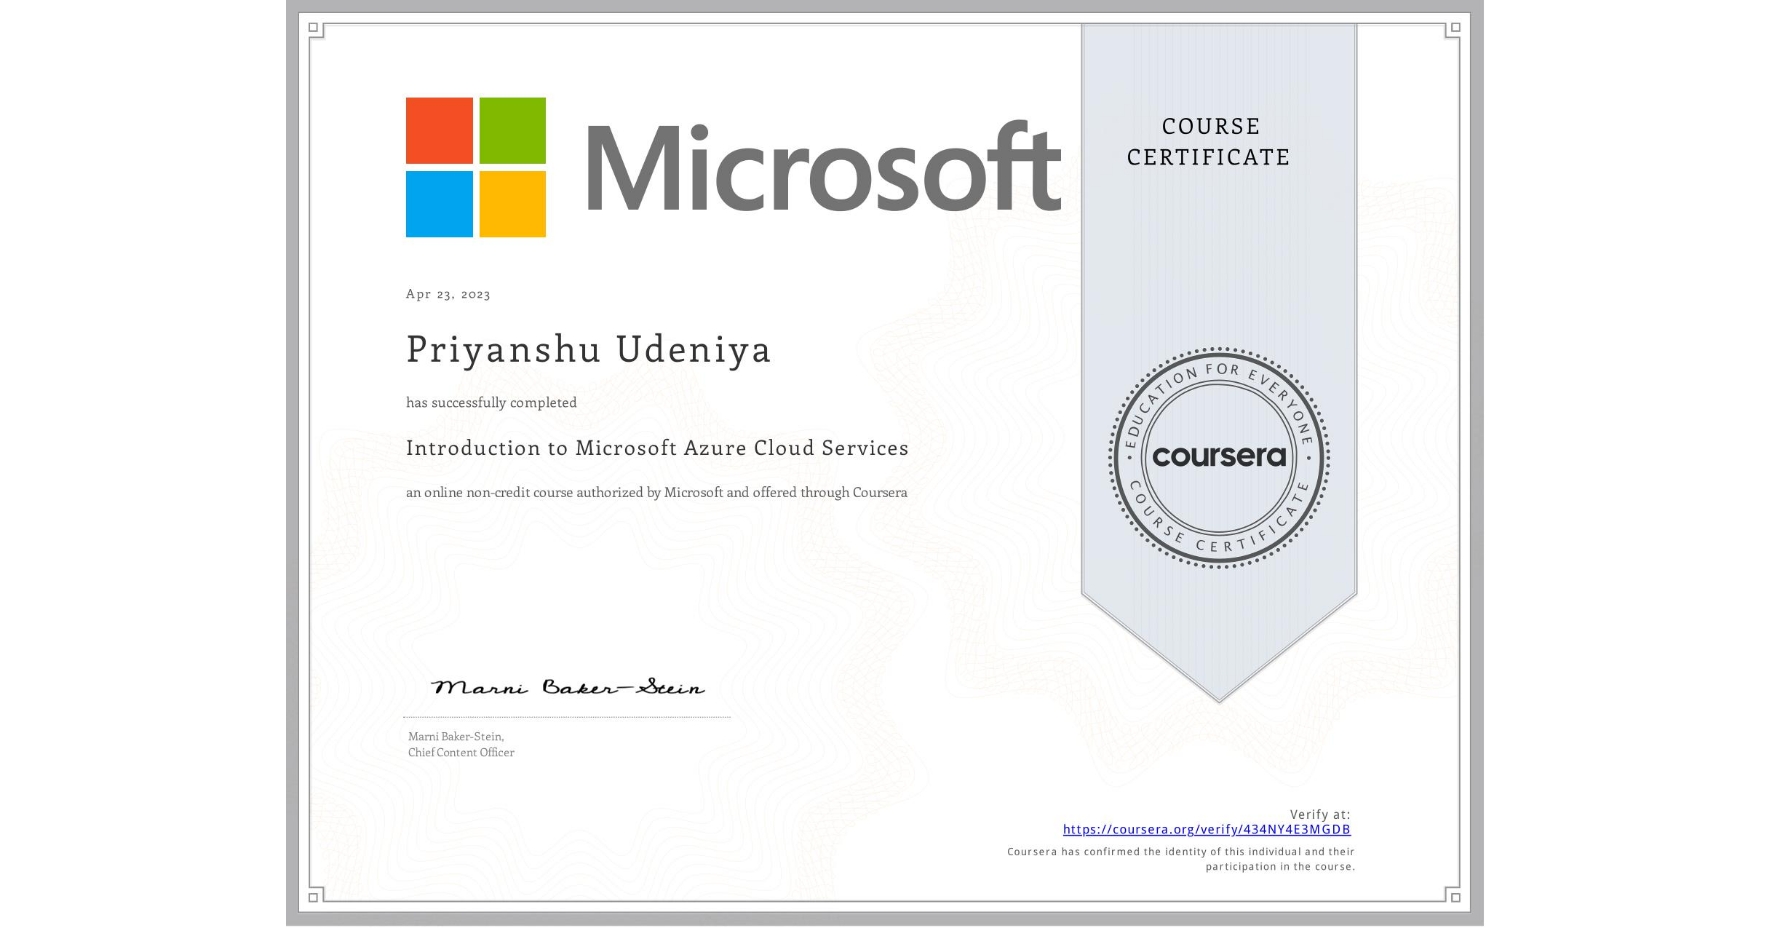 Microsoft
COURSE
CERTIFICATE
Apr 23, 2023
Priyanshu Udeniya
has successfully completed
Introduction to Microsoft Azure Cloud Services
an online non-credit course authorized by Microsoft and offered through Coursera
EDUCATION FOR EVERYONE
coursera
COURSE CERTIFICATE
Marni Baker-Stein
Marni Baker-Stein,
Chief Content Officer
Verify at:
https://coursera.org/verify/434NY4E3MGDB
Coursera has confirmed the identity of this individual and their
participation in the course.